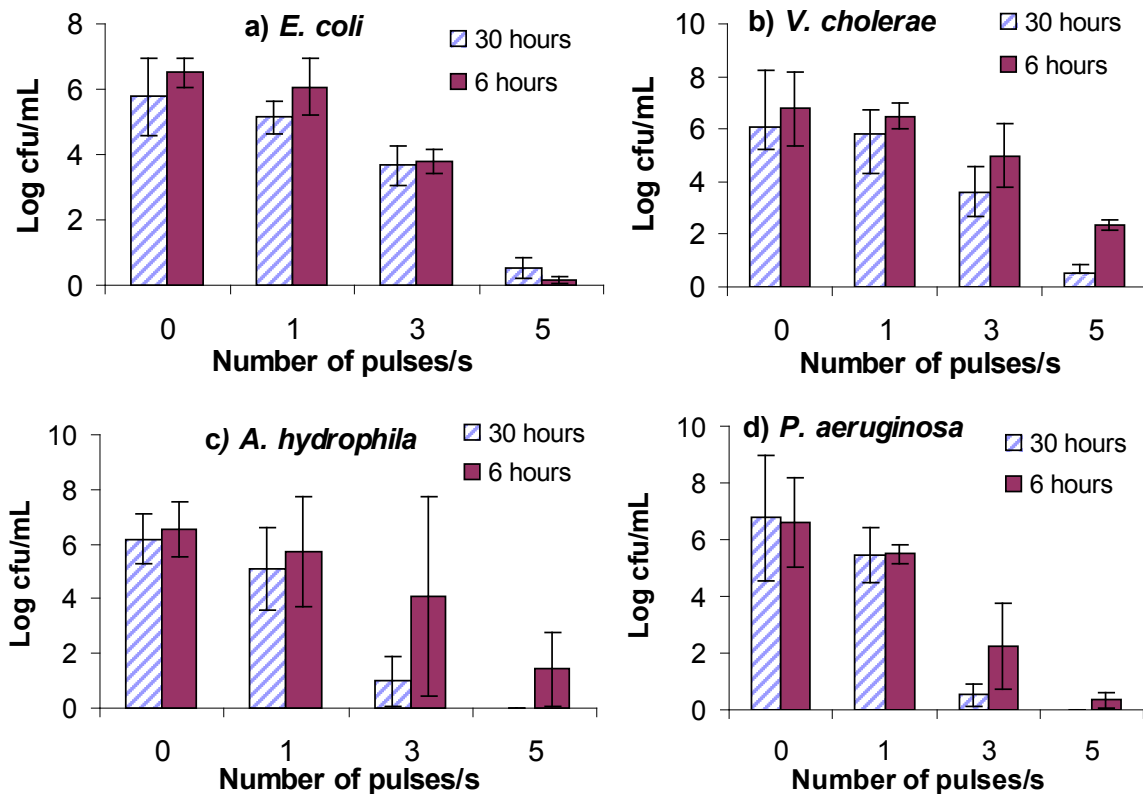 a) E. coli
30 hours
6 hours
8
6
4
2
0
Log cfu/mL
0 1 3 5
Number of pulses/s
b) V. cholerae
30 hours
6 hours
10
8
6
4
2
0
Log cfu/mL
0 1 3 5
Number of pulses/s
c) A. hydrophila
30 hours
6 hours
10
8
6
4
2
0
Log cfu/mL
0 1 3 5
Number of pulses/s
d) P. aeruginosa
30 hours
6 hours
10
8
6
4
2
0
Log cfu/mL
0 1 3 5
Number of pulses/s